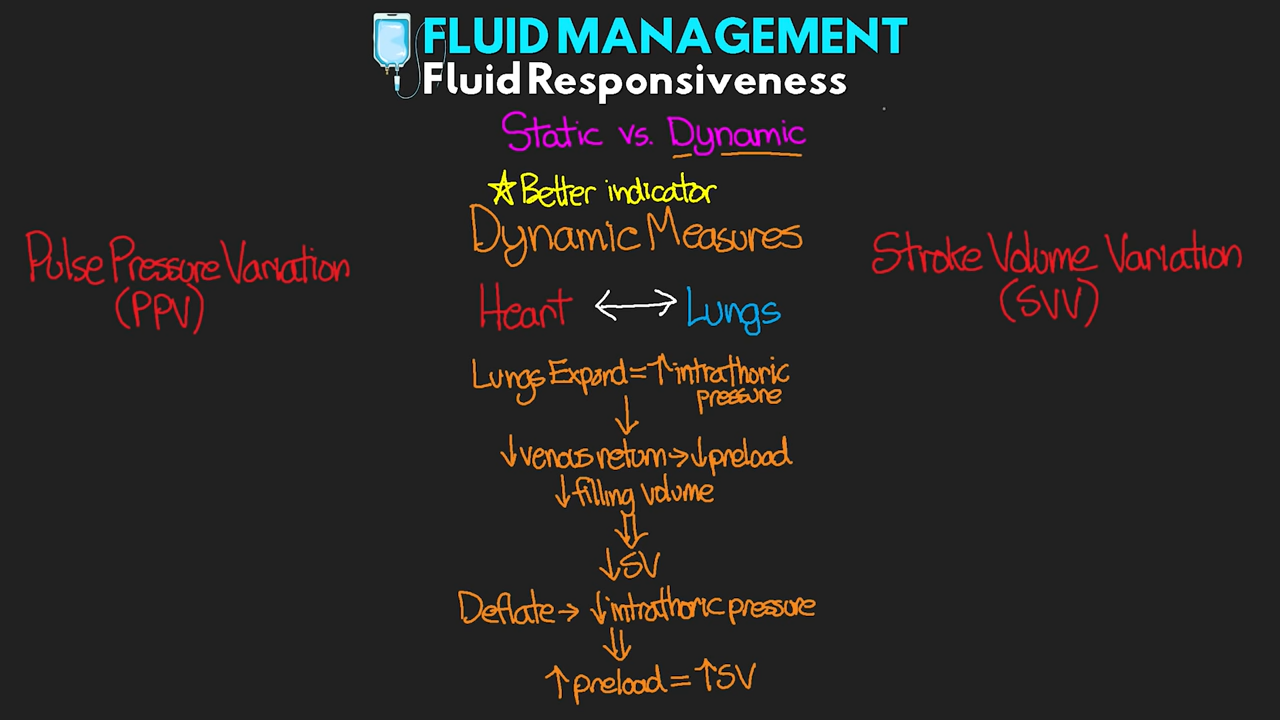 FLUID MANAGEMENT
Fluid Responsiveness
Static vs. Dynamic
☆Better indicator
Dynamic Measures
Pulse Pressure Variation
(PPV)
Stroke Volume Variation
(SVV)
Heart ↔ Lungs
Lungs Expand = ↑intrathoric
pressure
↓
↓venous return→↓preload
↓filling volume
⇓
↓SV
Deflate→ ↓intrathoric pressure
⇓
↑preload = ↑SV